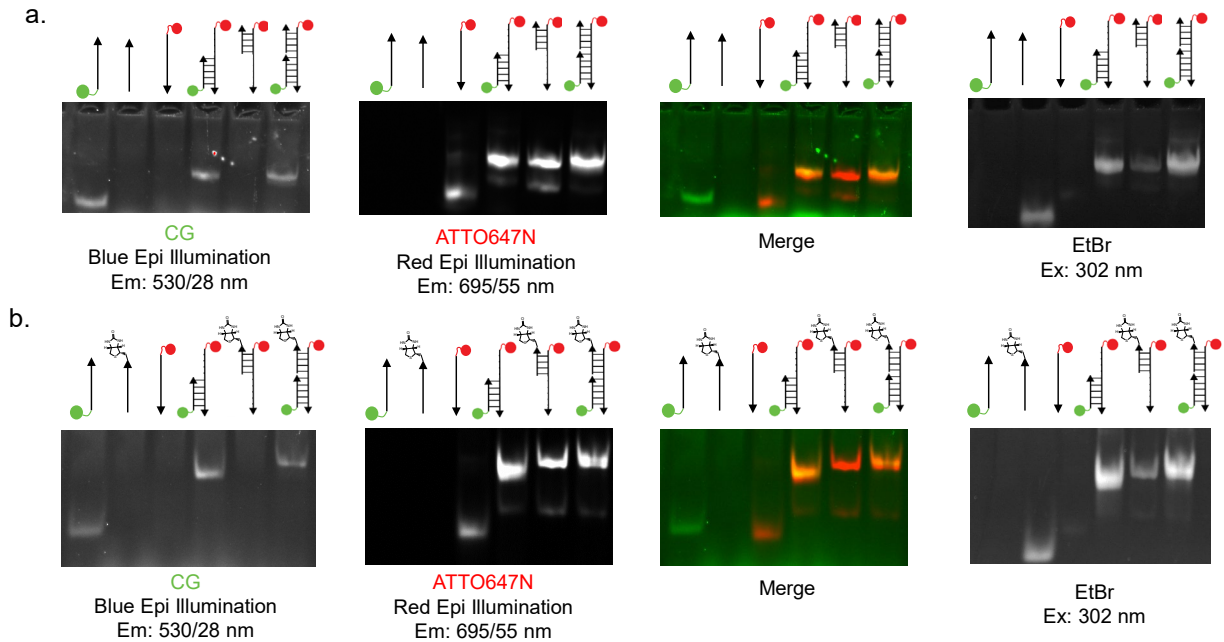 a.
CG
Blue Epi Illumination
Em: 530/28 nm
ATTO647N
Red Epi Illumination
Em: 695/55 nm
Merge
EtBr
Ex: 302 nm
b.
CG
Blue Epi Illumination
Em: 530/28 nm
ATTO647N
Red Epi Illumination
Em: 695/55 nm
Merge
EtBr
Ex: 302 nm